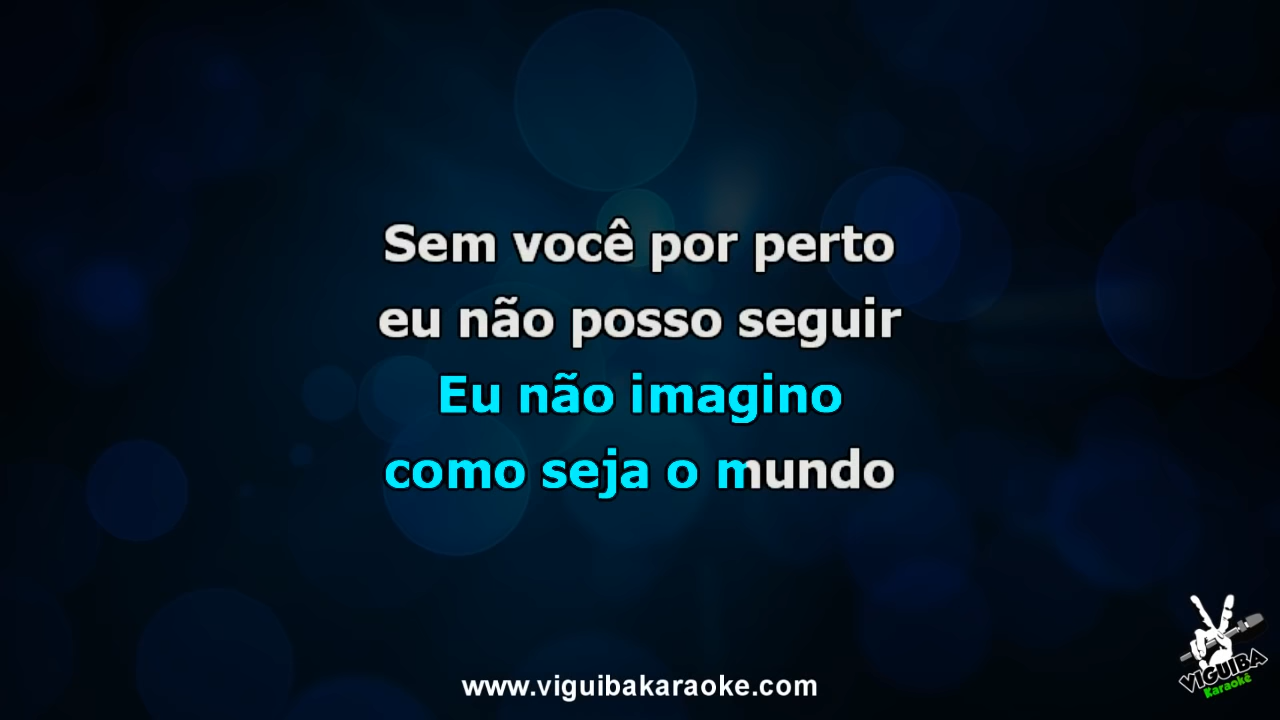 Sem você por perto
eu não posso seguir
Eu não imagino
como seja o mundo
www.viguibakaraoke.com
VIGUIBA
Karaokê